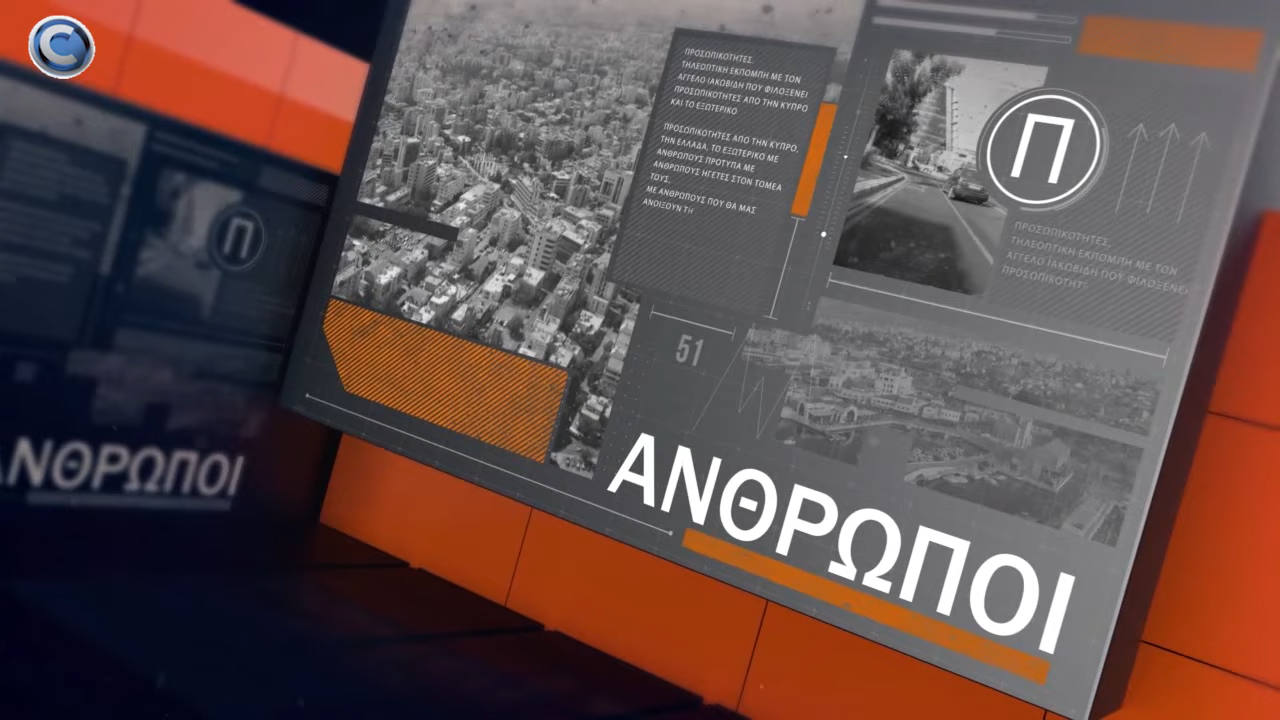 C
ΠΡΟΣΩΠΙΚΟΤΗΤΕΣ,
ΤΗΛΕΟΠΤΙΚΗ ΕΚΠΟΜΠΗ ΜΕ ΤΟΝ
ΑΓΓΕΛΟ ΙΑΚΩΒΙΔΗ ΠΟΥ ΦΙΛΟΞΕΝΕΙ
ΠΡΟΣΩΠΙΚΟΤΗΤΕΣ ΑΠΟ ΤΗΝ ΚΥΠΡΟ
ΚΑΙ ΤΟ ΕΞΩΤΕΡΙΚΟ
ΠΡΟΣΩΠΙΚΟΤΗΤΕΣ ΑΠΟ ΤΗΝ ΚΥΠΡΟ,
ΤΗΝ ΕΛΛΑΔΑ, ΤΟ ΕΞΩΤΕΡΙΚΟ ΜΕ
ΑΝΘΡΩΠΟΥΣ ΠΡΟΤΥΠΑ ΜΕ
ΑΝΘΡΩΠΟΥΣ ΗΓΕΤΕΣ ΣΤΟΝ ΤΟΜΕΑ
ΤΟΥΣ.
ΜΕ ΑΝΘΡΩΠΟΥΣ ΠΟΥ ΘΑ ΜΑΣ
ΑΝΟΙΞΟΥΝ ΤΗ
Π
ΠΡΟΣΩΠΙΚΟΤΗΤΕΣ,
ΤΗΛΕΟΠΤΙΚΗ ΕΚΠΟΜΠΗ ΜΕ ΤΟΝ
ΑΓΓΕΛΟ ΙΑΚΩΒΙΔΗ ΠΟΥ ΦΙΛΟΞΕΝΕΙ
ΠΡΟΣΩΠΙΚΟΤΗΤ
51
ΑΝΘΡΩΠΟΙ
Π
ΑΝΘΡΩΠΟΙ